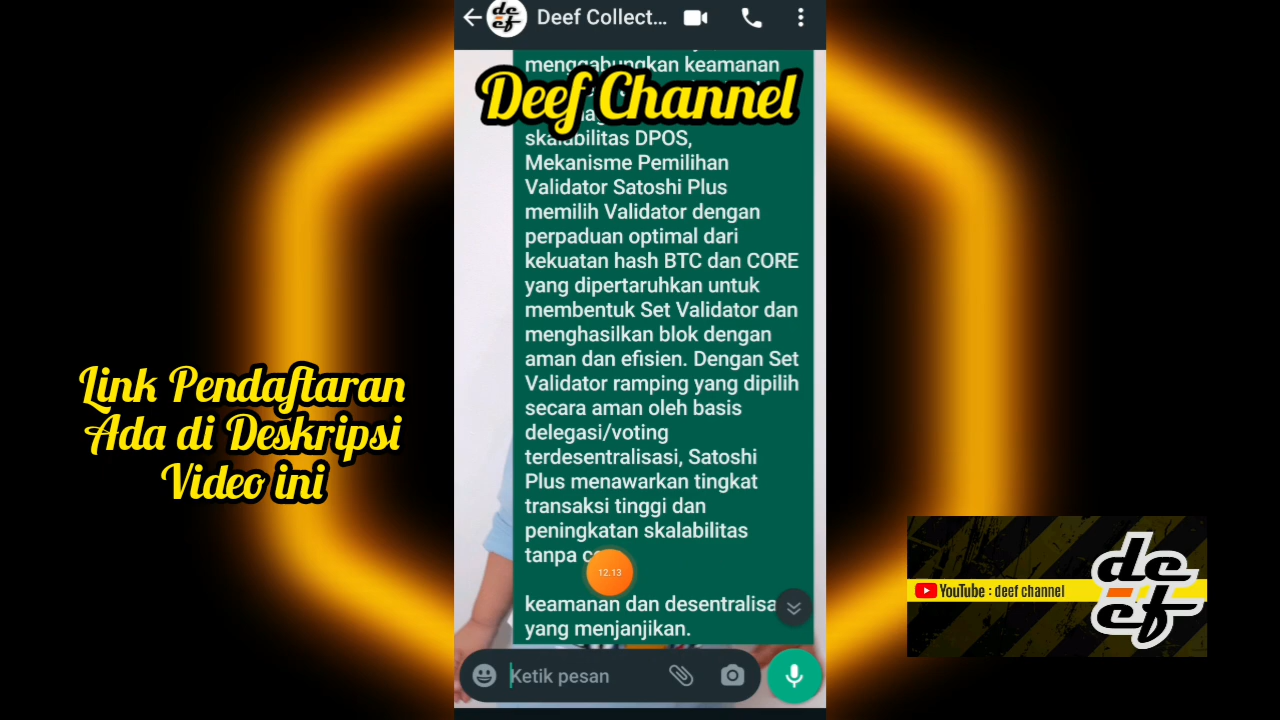 Deef Collect...
menggabungkan keamanan
Deef Channel
skalabilitas DPOS,
Mekanisme Pemilihan
Validator Satoshi Plus
memilih Validator dengan
perpaduan optimal dari
kekuatan hash BTC dan CORE
yang dipertaruhkan untuk
membentuk Set Validator dan
menghasilkan blok dengan
aman dan efisien. Dengan Set
Validator ramping yang dipilih
secara aman oleh basis
delegasi/voting
terdesentralisasi, Satoshi
Plus menawarkan tingkat
transaksi tinggi dan
peningkatan skalabilitas
tanpa
12.13
keamanan dan desentralisa
yang menjanjikan.
Ketik pesan
Link Pendaftaran
Ada di Deskripsi
Video ini
YouTube : deef channel
de
ef